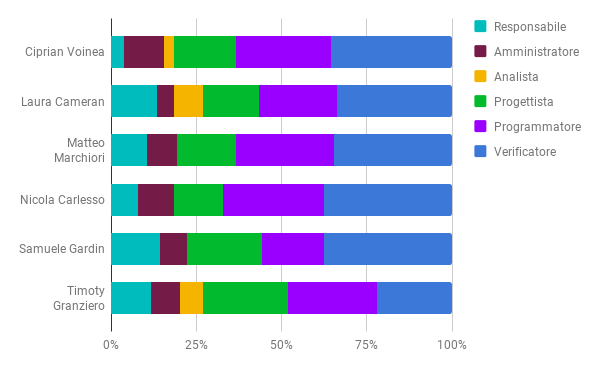 Ciprian Voinea
Laura Cameran
Matteo
Marchiori
Nicola Carlesso
Samuele Gardin
Timoty
Granziero
0%
25%
50%
75%
100%
Responsabile
Amministratore
Analista
Progettista
Programmatore
Verificatore